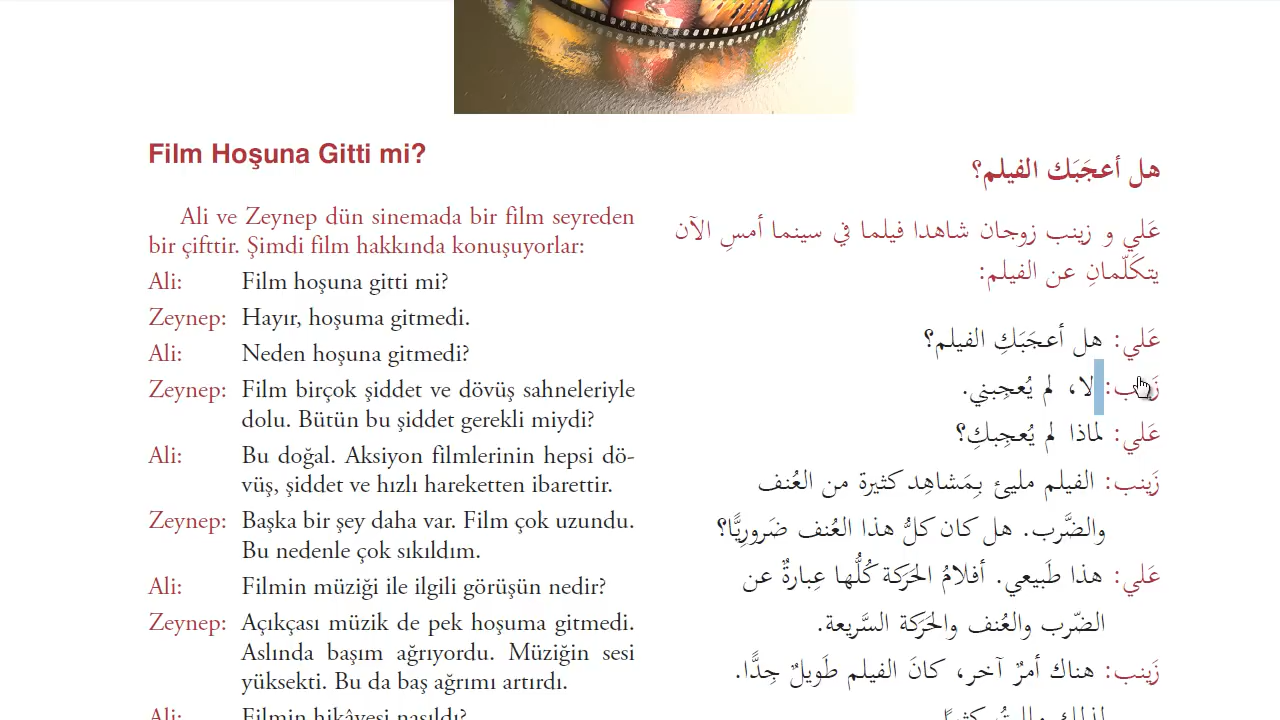 Film Hoşuna Gitti mi?
Ali ve Zeynep dün sinemada bir film seyreden
bir çifttir. Şimdi film hakkında konuşuyorlar:
Ali: Film hoşuna gitti mi?
Zeynep: Hayır, hoşuma gitmedi.
Ali: Neden hoşuna gitmedi?
Zeynep: Film birçok şiddet ve dövüş sahneleriyle
dolu. Bütün bu şiddet gerekli miydi?
Ali: Bu doğal. Aksiyon filmlerinin hepsi dö-
vüş, şiddet ve hızlı hareketten ibarettir.
Zeynep: Başka bir şey daha var. Film çok uzundu.
Bu nedenle çok sıkıldım.
Ali: Filmin müziği ile ilgili görüşün nedir?
Zeynep: Açıkçası müzik de pek hoşuma gitmedi.
Aslında başım ağrıyordu. Müziğin sesi
yüksekti. Bu da baş ağrımı artırdı.
Ali: Filmin hikâyesi nasıldı?
هل أعجَبَك الفيلم؟
عَلي و زينب زوجان شاهدا فيلما في سينما أمسِ الآن
يتكَلّمانِ عن الفيلم:
عَلي: هل أعجَبَكِ الفيلم؟
زَينب: لا، لم يُعجِبني.
عَلي: لماذا لم يُعجِبكِ؟
زَينب: الفيلم مليئ بِمَشاهِد كثيرة من العُنف
والضَّرب. هل كان كلُّ هذا العُنف ضَرورِيًّا؟
عَلي: هذا طَبيعي. أفلامُ الحَرَكة كُلُّها عِبارةٌ عن
الضّرب والعُنف والحَرَكة السَّريعة.
زَينب: هناك أمرٌ آخر، كانَ الفيلم طَويلٌ جِدًّا.